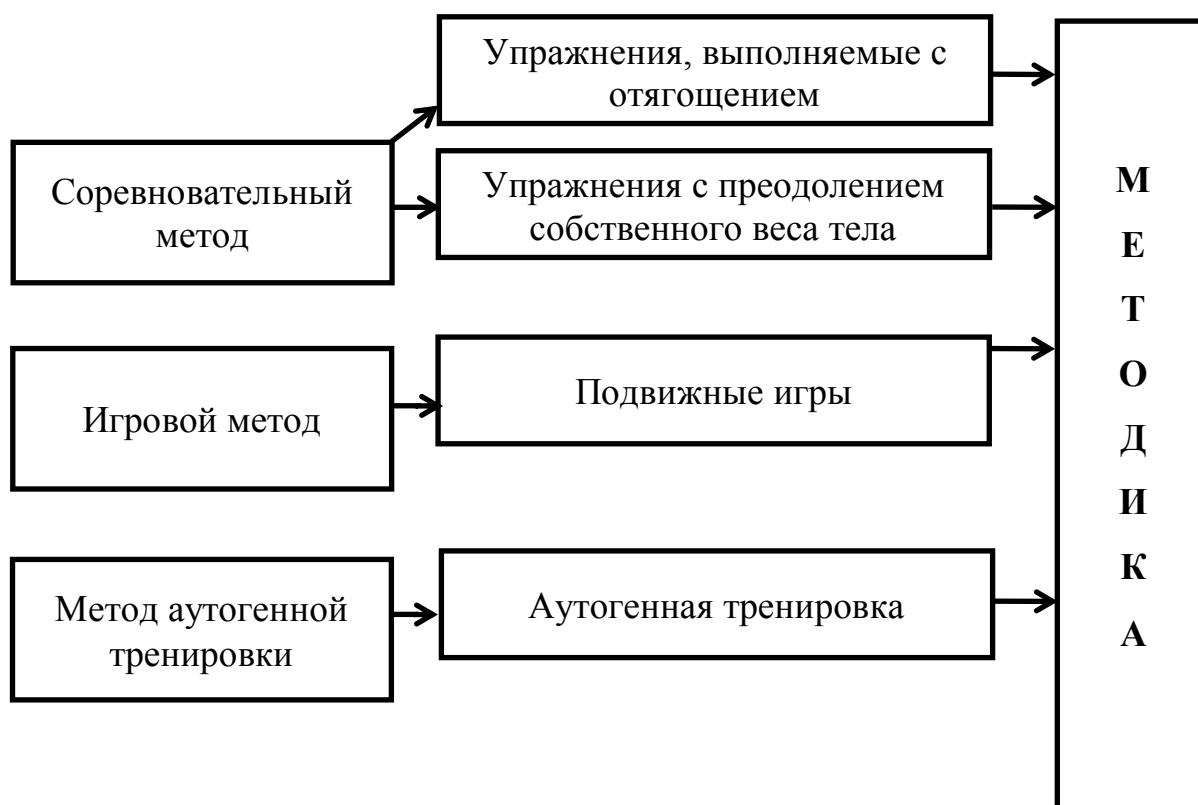 Упражнения, выполняемые с
отягощением
Соревновательный
метод
Упражнения с преодолением
собственного веса тела
Игровой метод
Подвижные игры
Метод аутогенной
тренировки
Аутогенная тренировка
М
Е
Т
О
Д
И
К
А